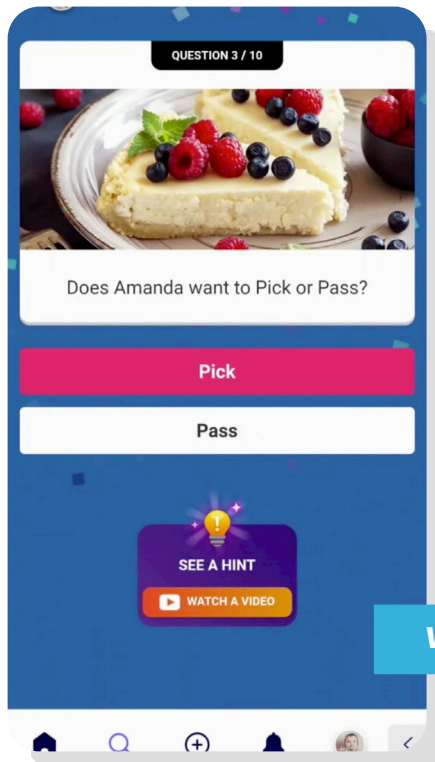 QUESTION 3 / 10
Does Amanda want to Pick or Pass?
Pick
Pass
SEE A HINT
WATCH A VIDEO